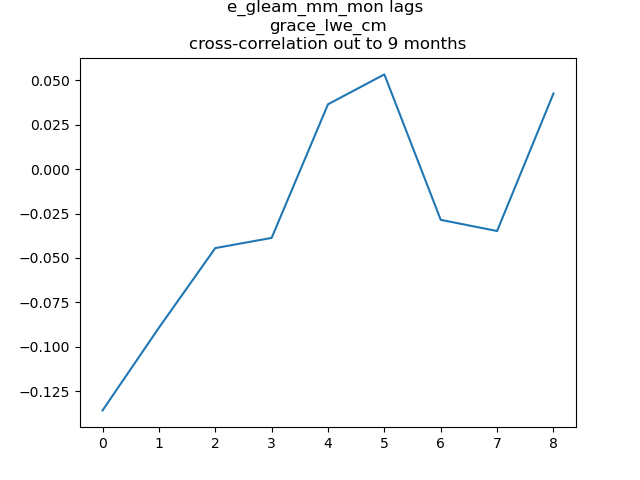 e_gleam_mm_mon lags
grace_lwe_cm
cross-correlation out to 9 months
0.050
0.025
0.000
−0.025
−0.050
−0.075
−0.100
−0.125
0 1 2 3 4 5 6 7 8